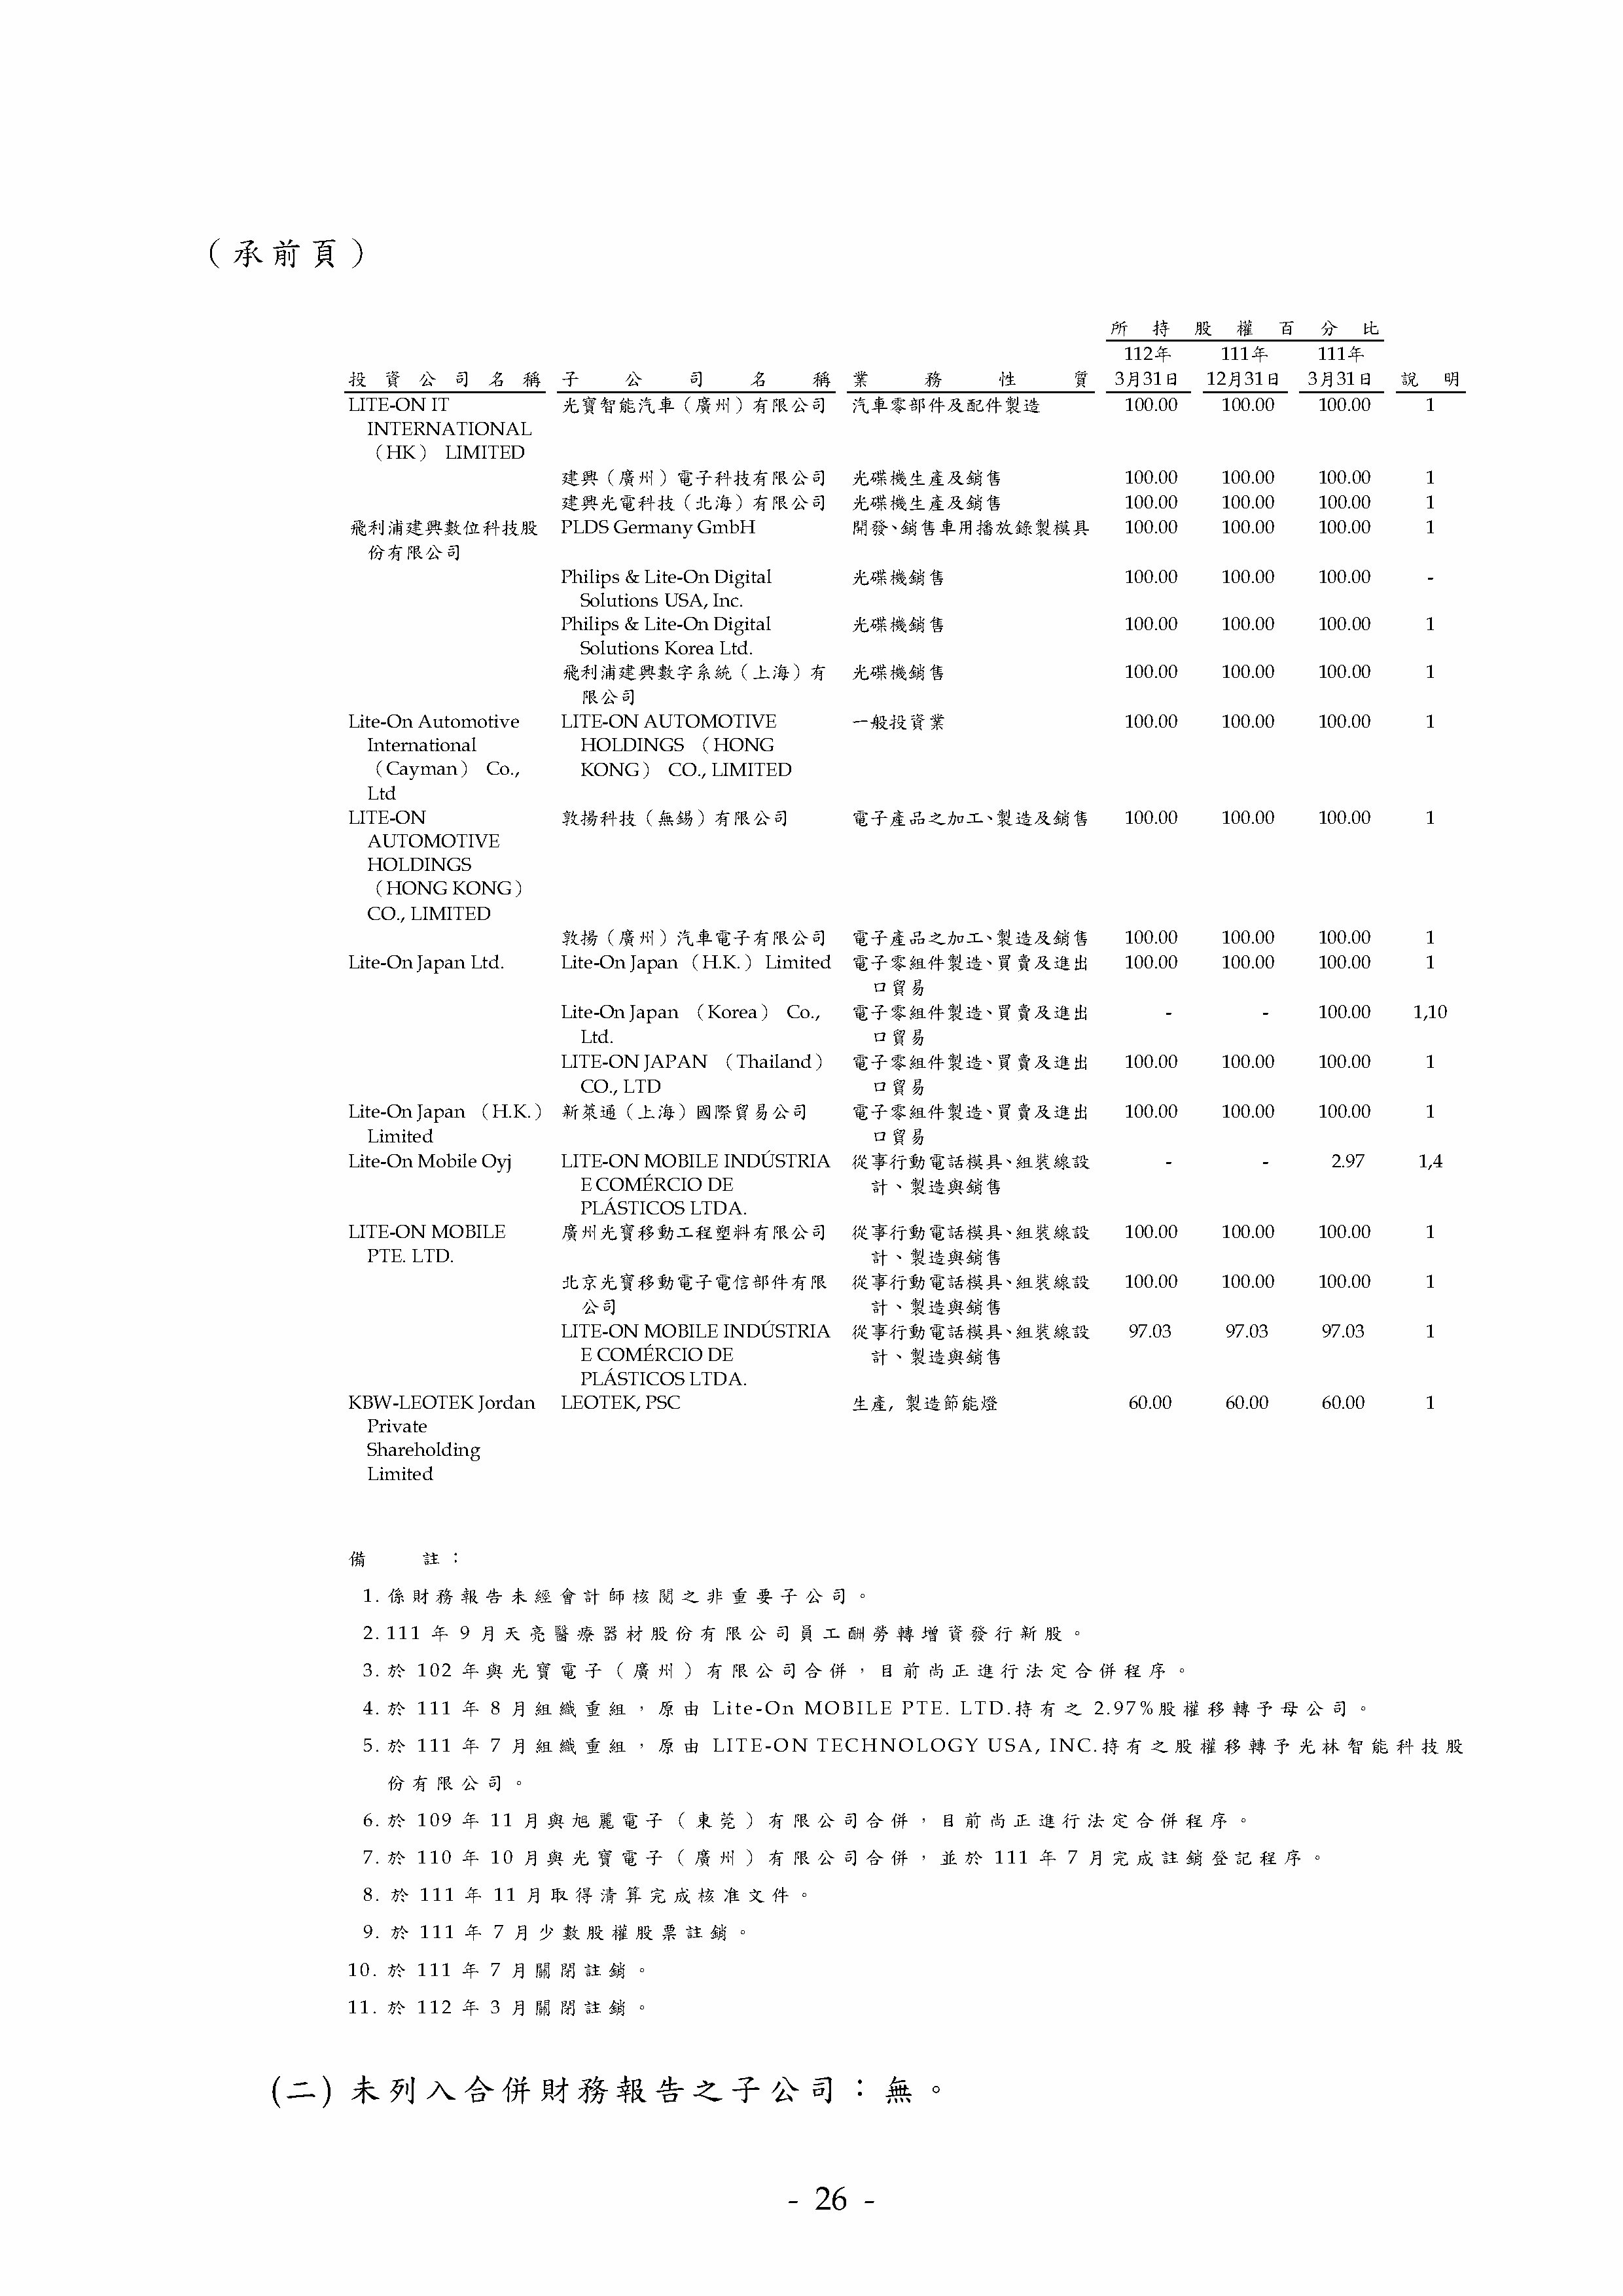 （承前頁）
所持股權百分比
112年 111年 111年
投資公司名稱 子公司名稱 業務性質 3月31日 12月31日 3月31日 說明
LITE-ON IT 光寶智能汽車（廣州）有限公司 汽車零部件及配件製造 100.00 100.00 100.00 1
INTERNATIONAL
（HK） LIMITED
建興（廣州）電子科技有限公司 光碟機生產及銷售 100.00 100.00 100.00 1
建興光電科技（北海）有限公司 光碟機生產及銷售 100.00 100.00 100.00 1
飛利浦建興數位科技股 PLDS Germany GmbH 開發、銷售車用播放錄製模具 100.00 100.00 100.00 1
份有限公司
Philips & Lite-On Digital 光碟機銷售 100.00 100.00 100.00 -
Solutions USA, Inc.
Philips & Lite-On Digital 光碟機銷售 100.00 100.00 100.00 1
Solutions Korea Ltd.
飛利浦建興數字系統（上海）有 光碟機銷售 100.00 100.00 100.00 1
限公司
Lite-On Automotive LITE-ON AUTOMOTIVE 一般投資業 100.00 100.00 100.00 1
International HOLDINGS （HONG
（Cayman） Co., KONG） CO., LIMITED
Ltd
LITE-ON 敦揚科技（無錫）有限公司 電子產品之加工、製造及銷售 100.00 100.00 100.00 1
AUTOMOTIVE
HOLDINGS
（HONG KONG）
CO., LIMITED
敦揚（廣州）汽車電子有限公司 電子產品之加工、製造及銷售 100.00 100.00 100.00 1
Lite-On Japan Ltd. Lite-On Japan （H.K.） Limited 電子零組件製造、買賣及進出 100.00 100.00 100.00 1
口貿易
Lite-On Japan （Korea） Co., 電子零組件製造、買賣及進出 - - 100.00 1,10
Ltd. 口貿易
LITE-ON JAPAN （Thailand） 電子零組件製造、買賣及進出 100.00 100.00 100.00 1
CO., LTD 口貿易
Lite-On Japan （H.K.） 新萊通（上海）國際貿易公司 電子零組件製造、買賣及進出 100.00 100.00 100.00 1
Limited 口貿易
Lite-On Mobile Oyj LITE-ON MOBILE INDÚSTRIA 從事行動電話模具、組裝線設 - - 2.97 1,4
E COMÉRCIO DE 計、製造與銷售
PLÁSTICOS LTDA.
LITE-ON MOBILE 廣州光寶移動工程塑料有限公司 從事行動電話模具、組裝線設 100.00 100.00 100.00 1
PTE. LTD. 計、製造與銷售
北京光寶移動電子電信部件有限 從事行動電話模具、組裝線設 100.00 100.00 100.00 1
公司 計、製造與銷售
LITE-ON MOBILE INDÚSTRIA 從事行動電話模具、組裝線設 97.03 97.03 97.03 1
E COMÉRCIO DE 計、製造與銷售
PLÁSTICOS LTDA.
KBW-LEOTEK Jordan LEOTEK, PSC 生產, 製造節能燈 60.00 60.00 60.00 1
Private
Shareholding
Limited
備 註：
1. 係財務報告未經會計師核閱之非重要子公司。
2. 111 年 9 月天亮醫療器材股份有限公司員工酬勞轉增資發行新股。
3. 於 102 年與光寶電子（廣州）有限公司合併，目前尚正進行法定合併程序。
4. 於 111 年 8 月組織重組，原由 Lite-On MOBILE PTE. LTD.持有之 2.97%股權移轉予母公司。
5. 於 111 年 7 月組織重組，原由 LITE-ON TECHNOLOGY USA, INC.持有之股權移轉予光林智能科技股
份有限公司。
6. 於 109 年 11 月與旭麗電子（東莞）有限公司合併，目前尚正進行法定合併程序。
7. 於 110 年 10 月與光寶電子（廣州）有限公司合併，並於 111 年 7 月完成註銷登記程序。
8. 於 111 年 11 月取得清算完成核准文件。
9. 於 111 年 7 月少數股權股票註銷。
10. 於 111 年 7 月關閉註銷。
11. 於 112 年 3 月關閉註銷。
(二) 未列入合併財務報告之子公司：無。
- 26 -